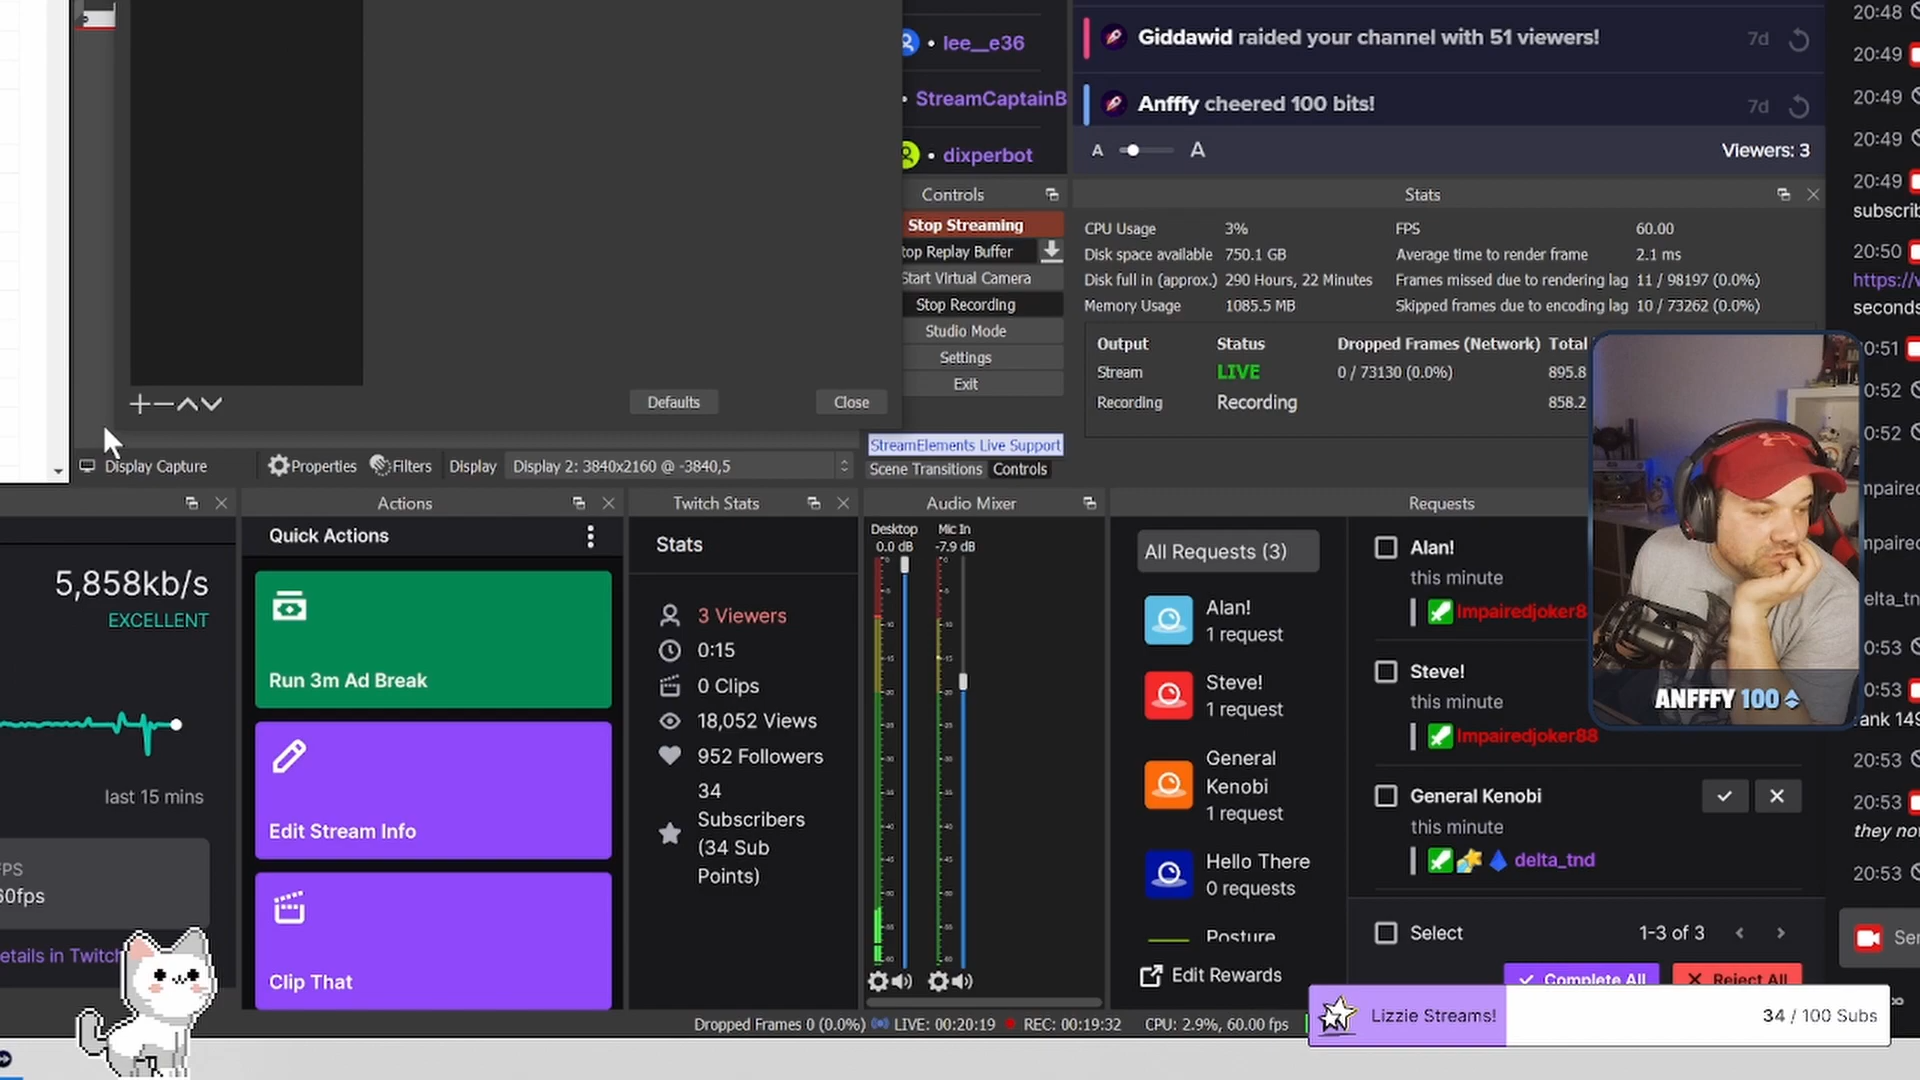 lee__e36
StreamCaptainB
dixperbot
Giddawid raided your channel with 51 viewers!
7d
Anfffy cheered 100 bits!
7d
A
A
Viewers: 3
Controls
Stop Streaming
top Replay Buffer
Start Virtual Camera
Stop Recording
Studio Mode
Settings
Exit
StreamElements Live Support
Scene Transitions
Controls
Stats
CPU Usage 3%
Disk space available 750.1 GB
Disk full in (approx.) 290 Hours, 22 Minutes
Memory Usage 1085.5 MB
FPS 60.00
Average time to render frame 2.1 ms
Frames missed due to rendering lag 11 / 98197 (0.0%)
Skipped frames due to encoding lag 10 / 73262 (0.0%)
Output Status Dropped Frames (Network) Total
Stream LIVE 0 / 73130 (0.0%) 895.8
Recording Recording 858.2
20:48
20:49
20:49
20:49
20:49
subscrib
20:50
https://v
seconds
0:51
0:52
0:52
mpaired
mpaired
elta_tn
0:53
0:53
ank 149
20:53
20:53
they no
20:53
Defaults
Close
Display Capture
Properties
Filters
Display
Display 2: 3840x2160 @ -3840,5
5,858kb/s
EXCELLENT
last 15 mins
FPS
60fps
etails in Twitch
Actions
Quick Actions
Run 3m Ad Break
Edit Stream Info
Clip That
Twitch Stats
Stats
3 Viewers
0:15
0 Clips
18,052 Views
952 Followers
34
Subscribers
(34 Sub
Points)
Audio Mixer
Desktop
0.0 dB
Mic In
-7.9 dB
Requests
All Requests (3)
Alan!
1 request
Steve!
1 request
General
Kenobi
1 request
Hello There
0 requests
Posture
Edit Rewards
Alan!
this minute
Impairedjoker8
Steve!
this minute
Impairedjoker88
General Kenobi
this minute
delta_tnd
Select
1-3 of 3
Complete All
Reject All
ANFFFY 100
Sen
Dropped Frames 0 (0.0%)
LIVE: 00:20:19
REC: 00:19:32
CPU: 2.9%, 60.00 fps
Lizzie Streams!
34 / 100 Subs